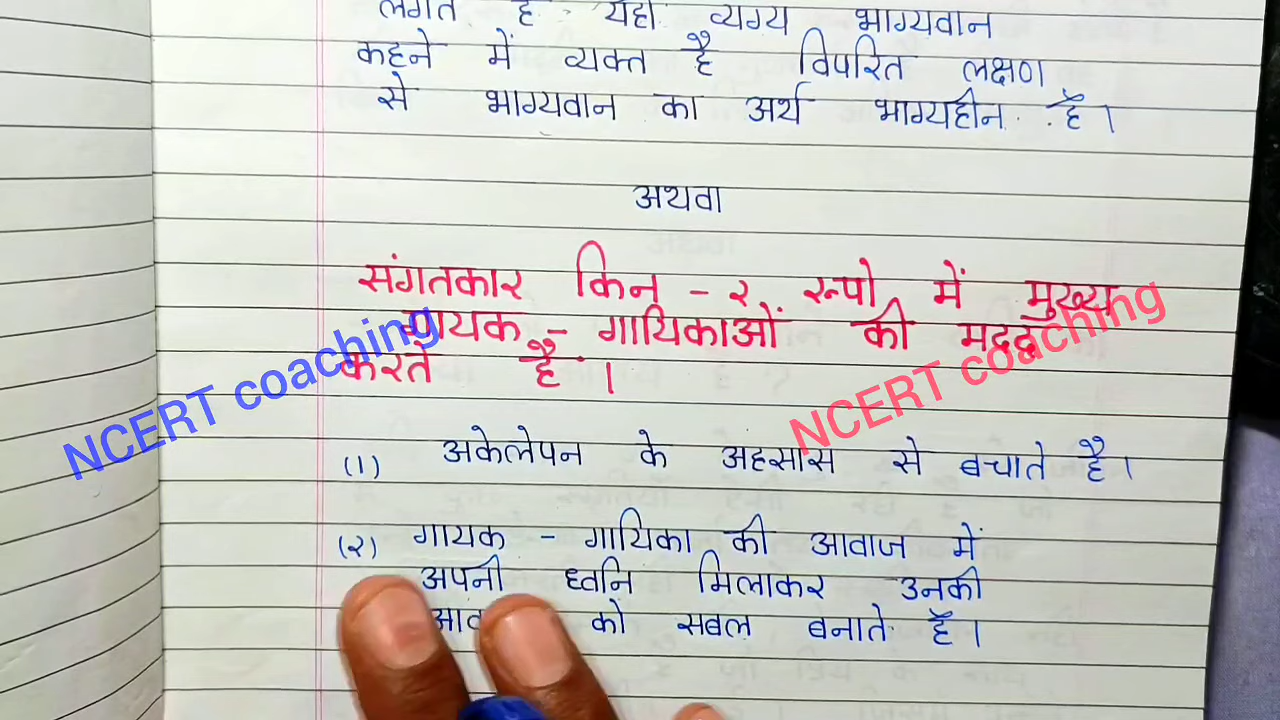 लगते है यहाँ व्यंग्य भाग्यवान
कहने में व्यक्त है विपरित लक्षणा
से भाग्यवान का अर्थ भाग्यहीन है।
अथवा
संगतकार किन - २ रूपो में मुख्य
गायक - गायिकाओं की मदद
करते है।
NCERT coaching
NCERT coaching
(1) अकेलेपन के अहसास से बचाते है।
(२) गायक - गायिका की आवाज में
अपनी ध्वनि मिलाकर उनकी
को सबल बनाते है।